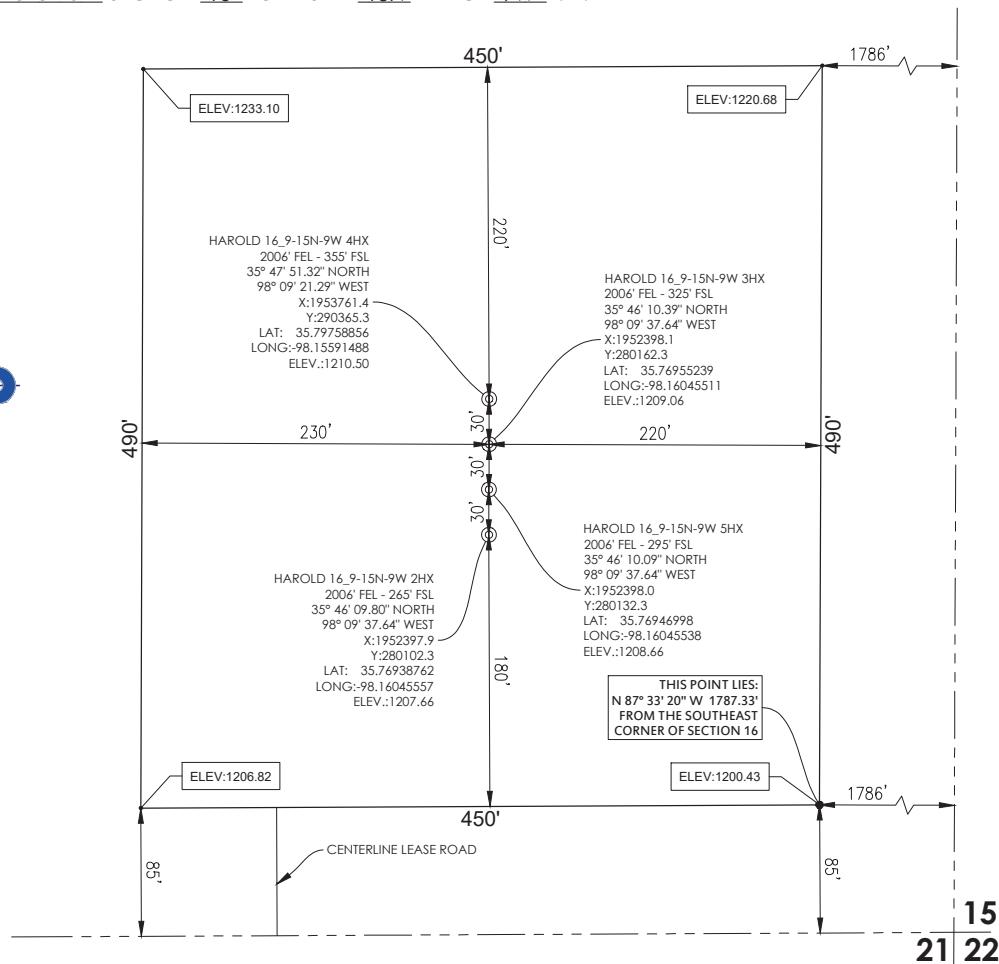 450'
1786'
ELEV:1233.10
ELEV:1220.68
220'
HAROLD 16_9-15N-9W 4HX
2006' FEL - 355' FSL
35° 47' 51.32" NORTH
98° 09' 21.29" WEST
X:1953761.4
Y:290365.3
LAT: 35.79758856
LONG:-98.15591488
ELEV.:1210.50
HAROLD 16_9-15N-9W 3HX
2006' FEL - 325' FSL
35° 46' 10.39" NORTH
98° 09' 37.64" WEST
X:1952398.1
Y:280162.3
LAT: 35.76955239
LONG:-98.16045511
ELEV.:1209.06
30'
490'
230'
220'
490'
30'
30'
HAROLD 16_9-15N-9W 5HX
2006' FEL - 295' FSL
35° 46' 10.09" NORTH
98° 09' 37.64" WEST
X:1952398.0
Y:280132.3
LAT: 35.76946998
LONG:-98.16045538
ELEV.:1208.66
HAROLD 16_9-15N-9W 2HX
2006' FEL - 265' FSL
35° 46' 09.80" NORTH
98° 09' 37.64" WEST
X:1952397.9
Y:280102.3
LAT: 35.76938762
LONG:-98.16045557
ELEV.:1207.66
180'
THIS POINT LIES:
N 87° 33' 20" W 1787.33'
FROM THE SOUTHEAST
CORNER OF SECTION 16
ELEV:1206.82
ELEV:1200.43
1786'
450'
CENTERLINE LEASE ROAD
85'
85'
15
21 22